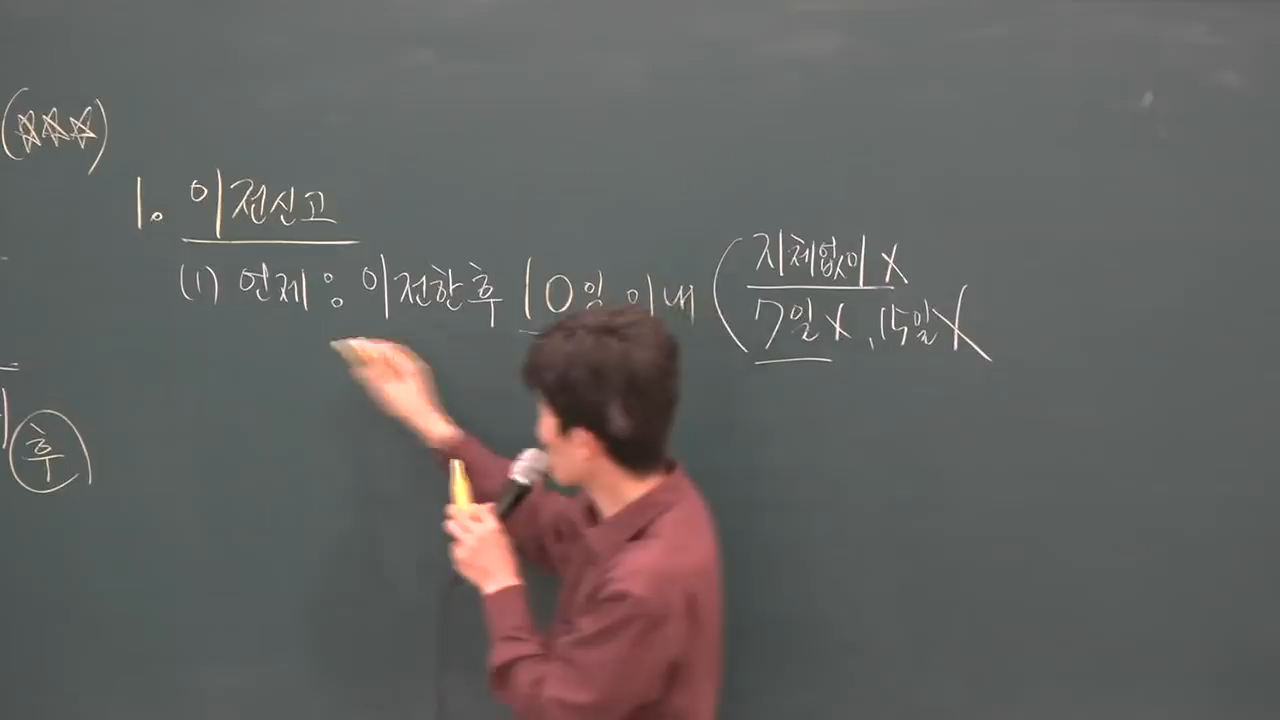 (☆☆☆)
1. 이전신고
(1) 언제 : 이전한 후 10일 이내 (지체없이 X
7일 X, 15일 X
후